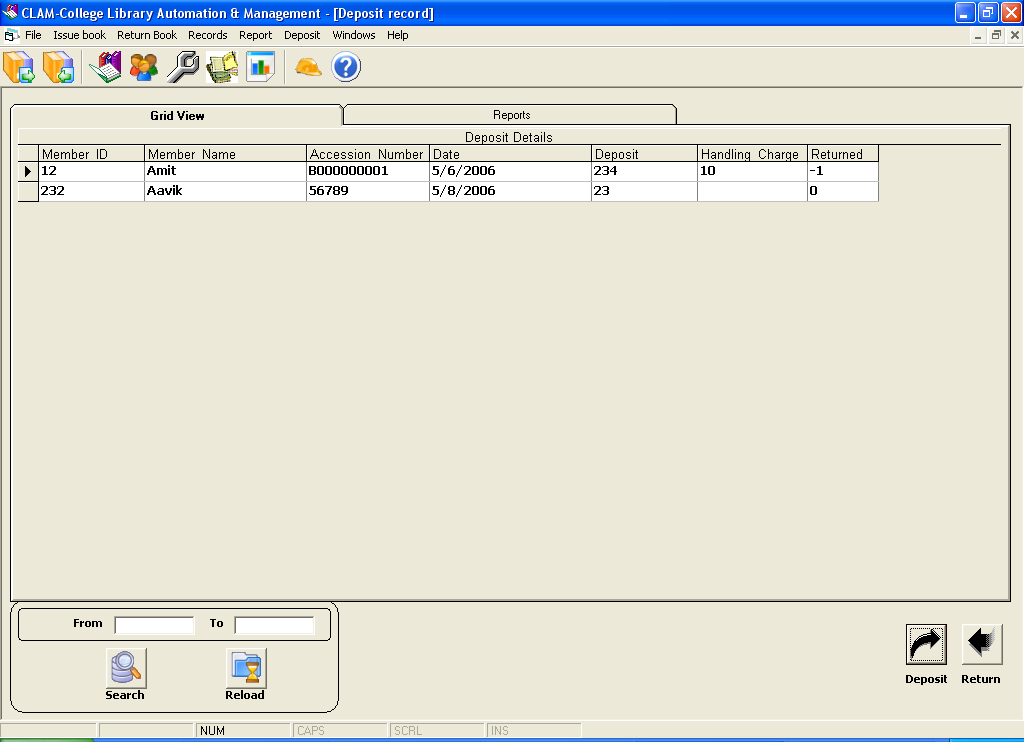 CLAM-College Library Automation & Management - [Deposit record]
File Issue book Return Book Records Report Deposit Windows Help
Grid View Reports
Deposit Details
Member ID Member Name Accession Number Date Deposit Handling Charge Returned
12 Amit B000000001 5/6/2006 234 10 -1
232 Aavik 56789 5/8/2006 23 0
From To
Search Reload
Deposit Return
NUM CAPS SCRL INS